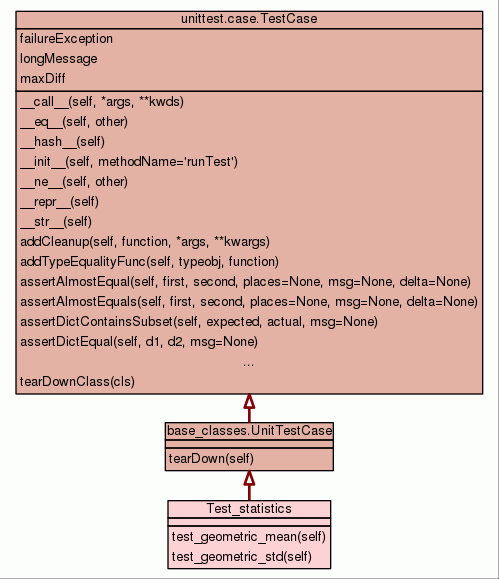 unittest.case.TestCase
failureException
longMessage
maxDiff
__call__(self, *args, **kwds)
__eq__(self, other)
__hash__(self)
__init__(self, methodName='runTest')
__ne__(self, other)
__repr__(self)
__str__(self)
addCleanup(self, function, *args, **kwargs)
addTypeEqualityFunc(self, typeobj, function)
assertAlmostEqual(self, first, second, places=None, msg=None, delta=None)
assertAlmostEquals(self, first, second, places=None, msg=None, delta=None)
assertDictContainsSubset(self, expected, actual, msg=None)
assertDictEqual(self, d1, d2, msg=None)
...
tearDownClass(cls)
base_classes.UnitTestCase
tearDown(self)
Test_statistics
test_geometric_mean(self)
test_geometric_std(self)